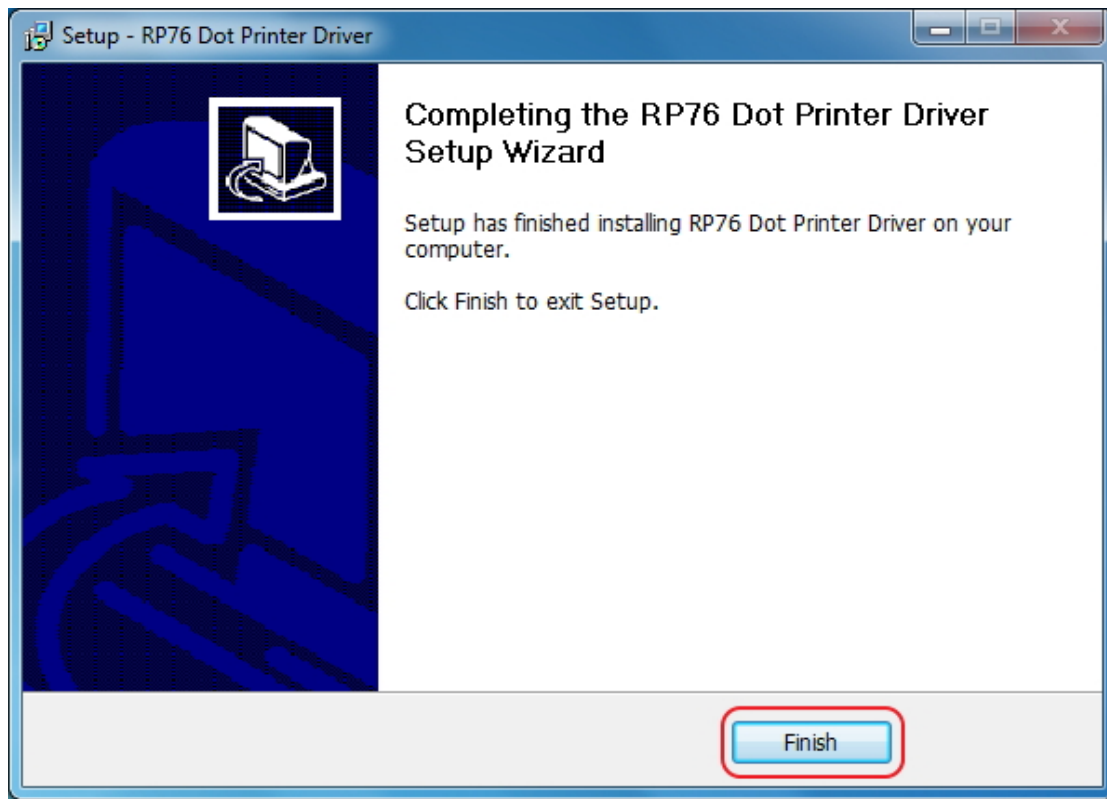 Setup - RP76 Dot Printer Driver
Completing the RP76 Dot Printer Driver
Setup Wizard
Setup has finished installing RP76 Dot Printer Driver on your
computer.
Click Finish to exit Setup.
Finish